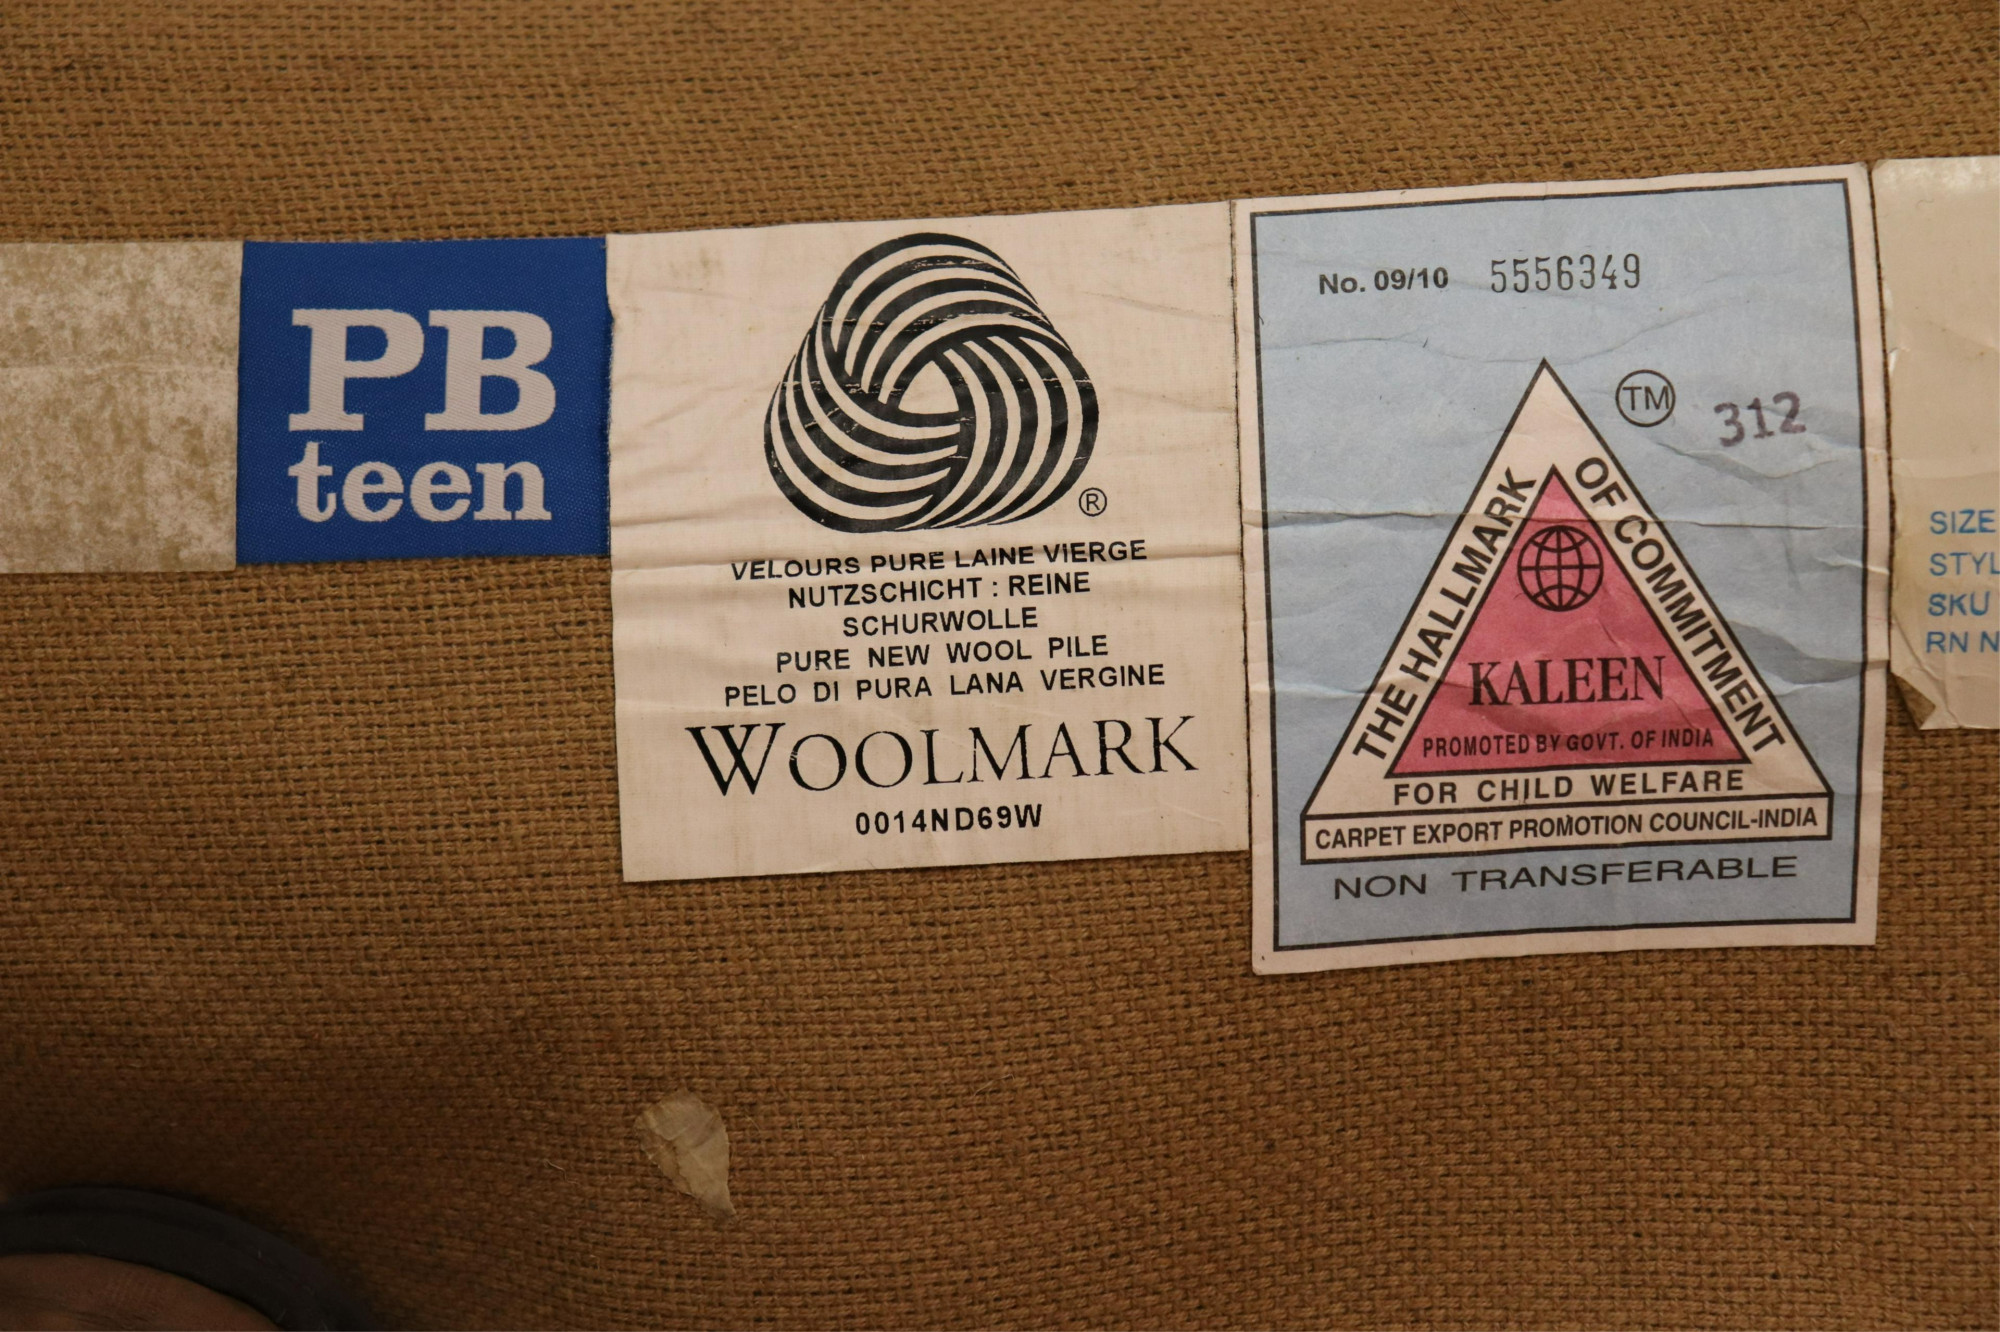 PB
teen
®
VELOURS PURE LAINE VIERGE
NUTZSCHICHT : REINE
SCHURWOLLE
PURE NEW WOOL PILE
PELO DI PURA LANA VERGINE
WOOLMARK
0014ND69W
No. 09/10 5556349
TM 312
THE HALLMARK OF COMMITMENT
KALEEN
PROMOTED BY GOVT. OF INDIA
FOR CHILD WELFARE
CARPET EXPORT PROMOTION COUNCIL-INDIA
NON TRANSFERABLE
SIZE
SKU
RN